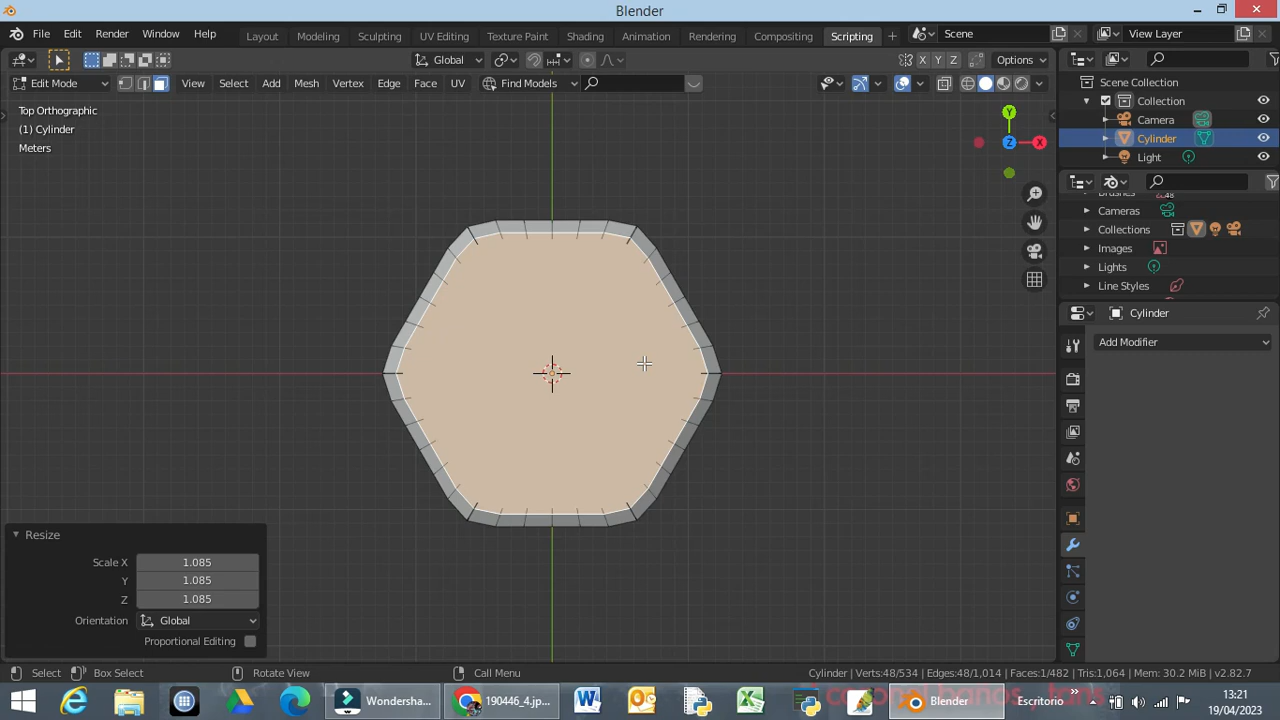 Blender
File Edit Render Window Help Layout Modeling Sculpting UV Editing Texture Paint Shading Animation Rendering Compositing Scripting Scene View Layer
Global X Y Z Options
Edit Mode View Select Add Mesh Vertex Edge Face UV Find Models
Scene Collection
Top Orthographic
Collection
(1) Cylinder
Camera
Meters
Cylinder
Light
Y
Z
X
Cameras
Collections
Images
Lights
Line Styles
Cylinder
Add Modifier
Resize
Scale X 1.085
Y 1.085
Z 1.085
Orientation Global
Proportional Editing
Select Box Select Rotate View Call Menu Cylinder | Verts:48/534 | Edges:48/1,014 | Faces:1/482 | Tris:1,064 | Mem: 30.2 MiB | v2.82.7
Wondersha... 190446_4.jp... Blender Escritorio 13:21
19/04/2023